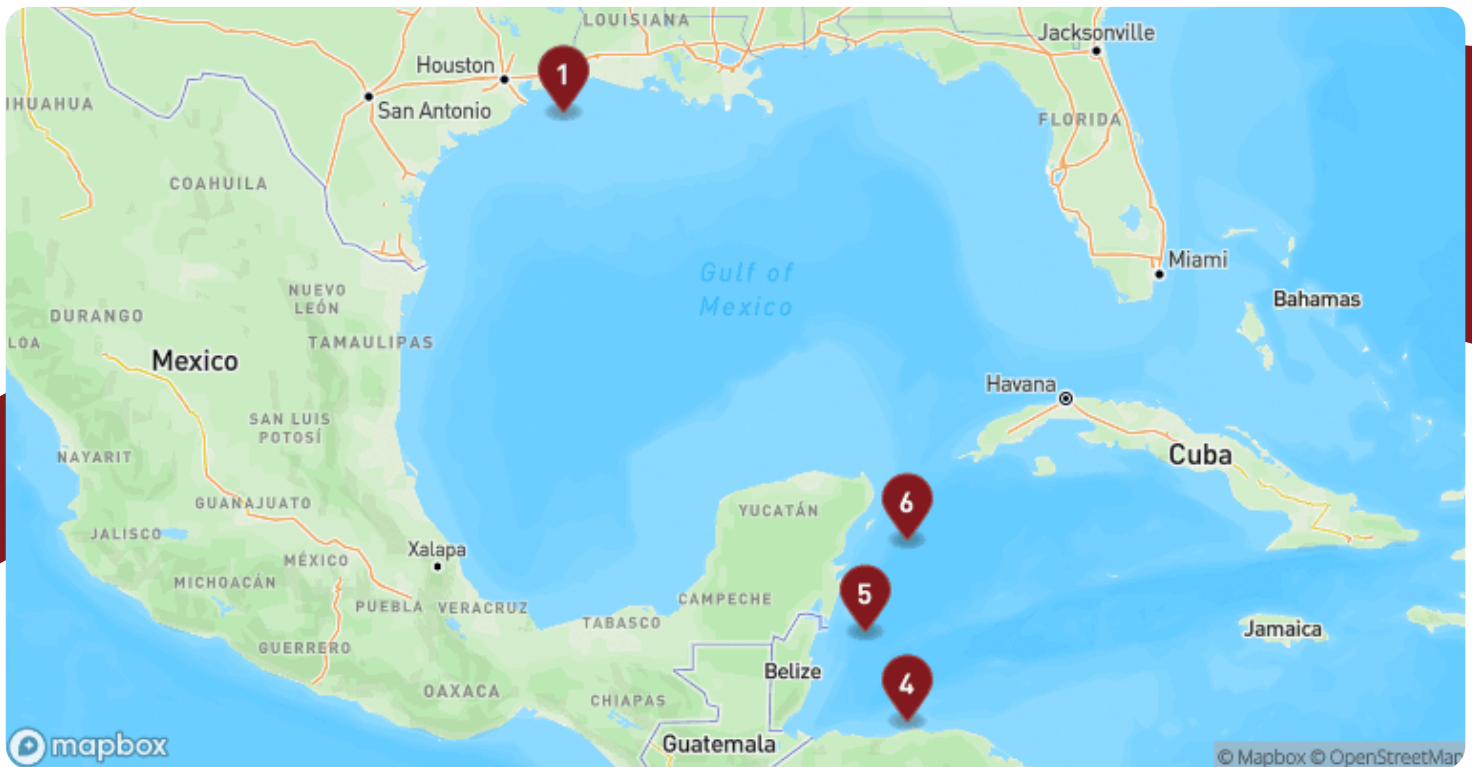 LOUISIANA
Jacksonville
Houston
1
IHUAHUA
San Antonio
FLORIDA
COAHUILA
Gulf of
Mexico
Miami
NUEVO
LEÓN
Bahamas
DURANGO
LOA
TAMAULIPAS
Mexico
Havana
SAN LUIS
POTOSÍ
NAYARIT
Cuba
GUANAJUATO
6
YUCATÁN
JALISCO
Xalapa
MÉXICO
MICHOACÁN
5
CAMPECHE
PUEBLA
VERACRUZ
TABASCO
Jamaica
GUERRERO
Belize
4
OAXACA
CHIAPAS
mapbox
Guatemala
© Mapbox © OpenStreetMap